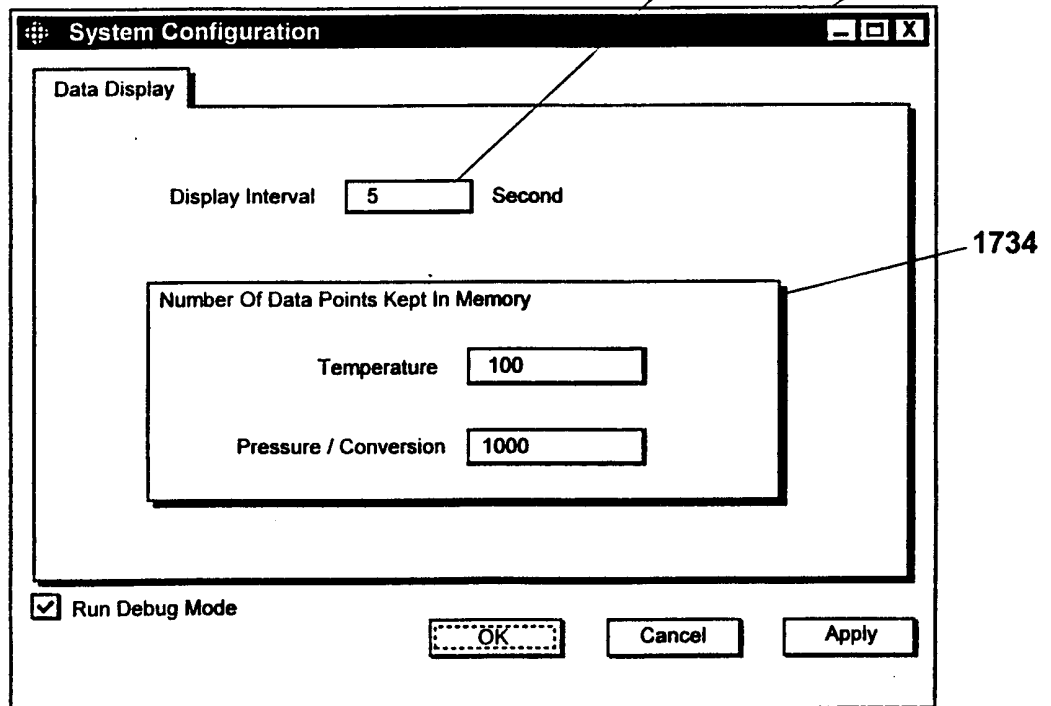 System Configuration X
Data Display
Display Interval 5 Second
1734
Number Of Data Points Kept In Memory
Temperature 100
Pressure / Conversion 1000
Run Debug Mode
OK Cancel Apply